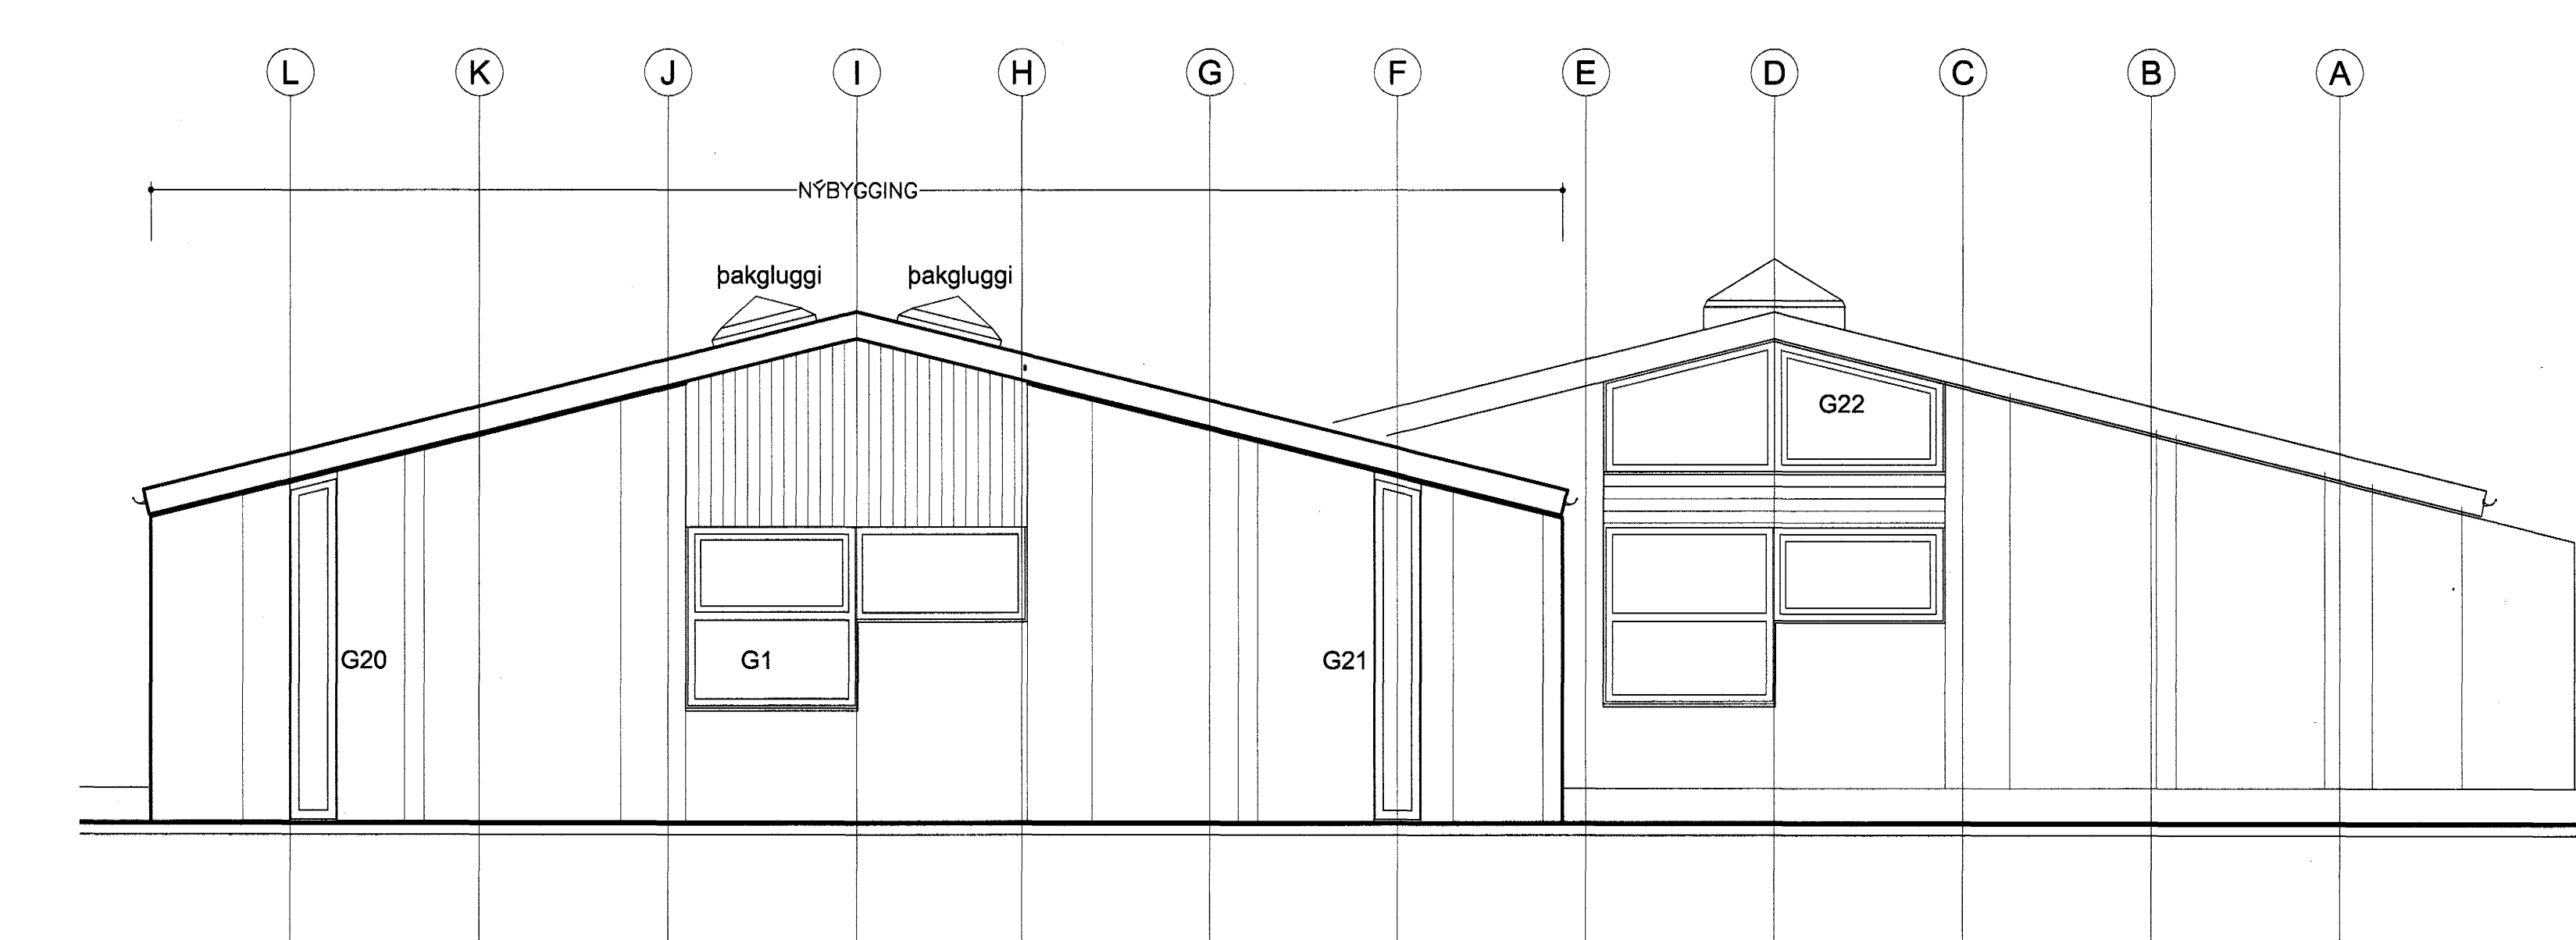 L K J I H G F E D C B A
NÝBYGGING
þakgluggi þakgluggi
G22
G20 G1 G21